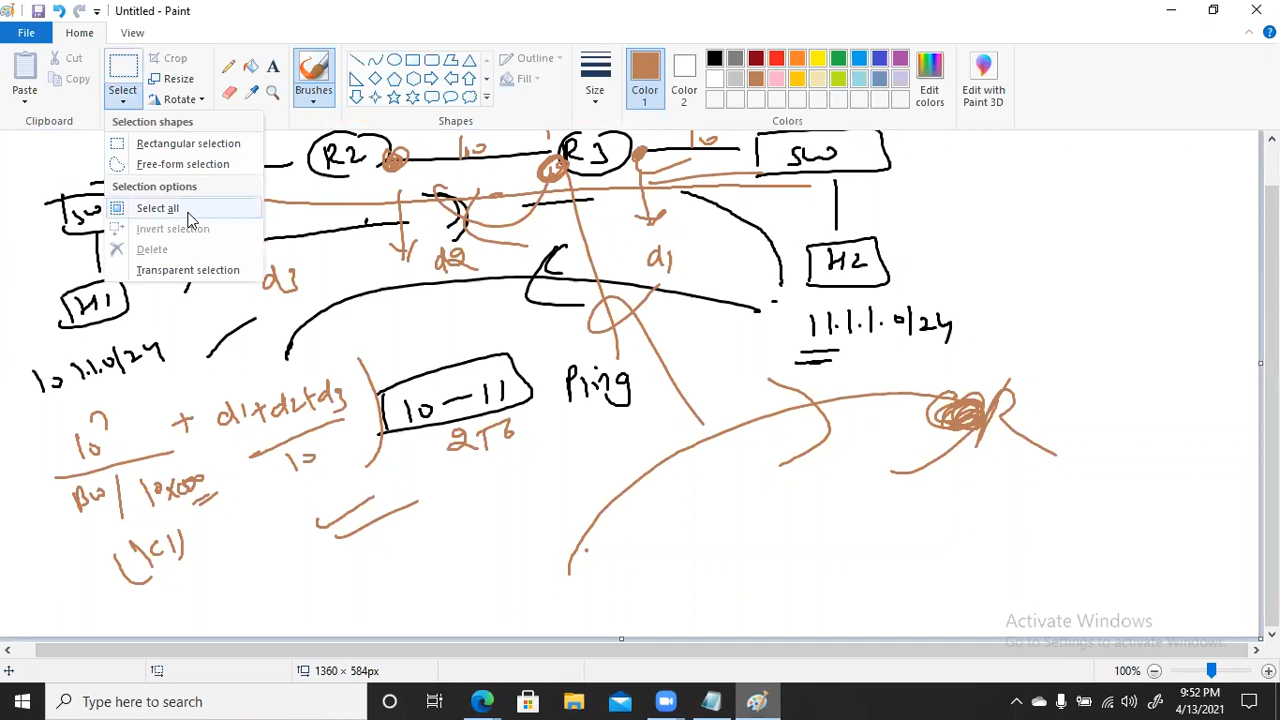 Untitled - Paint
File Home View
Paste Cut Copy
Select Crop Resize Rotate
Brushes
Outline Fill
Size
Color 1
Color 2
Edit colors
Edit with Paint 3D
Clipboard Shapes Colors
Selection shapes
Rectangular selection
Free-form selection
Selection options
Select all
Invert selection
Delete
Transparent selection
R2 10 R3 10 SW
SW
d3 d2 d1 H2
H1
11.1.1.0/24
+ d1+d2+d3
10
10 - 11 Ping
BW
Activate Windows
Go to Settings to activate Windows.
1360 × 584px 100%
Type here to search
9:52 PM
4/13/2021